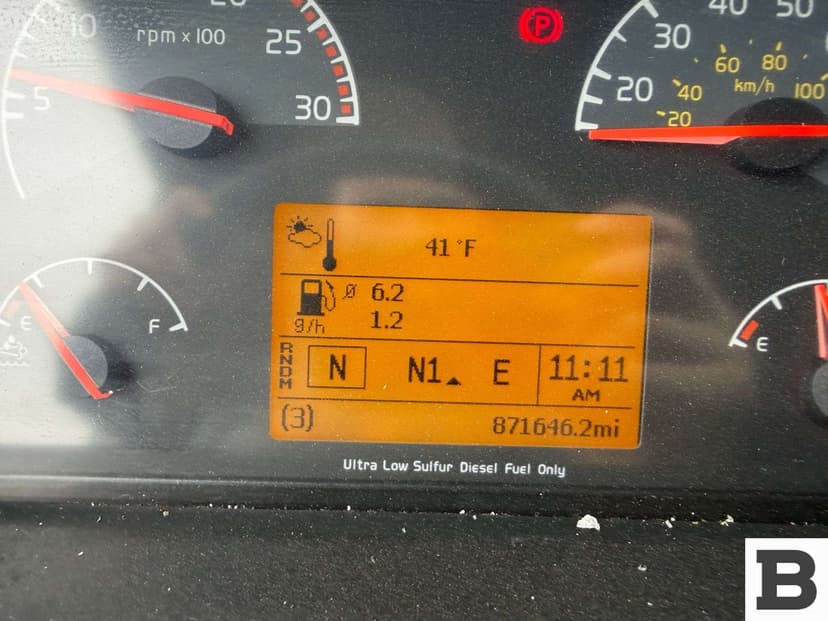 10
20
rpm x 100
25
5
30
P
40
50
30
60
80
km/h
20
40
100
20
41 °F
Ø 6.2
g/h 1.2
R
N
D
M
N
N1
E
11:11
AM
(3)
871646.2mi
E
F
E
Ultra Low Sulfur Diesel Fuel Only
B